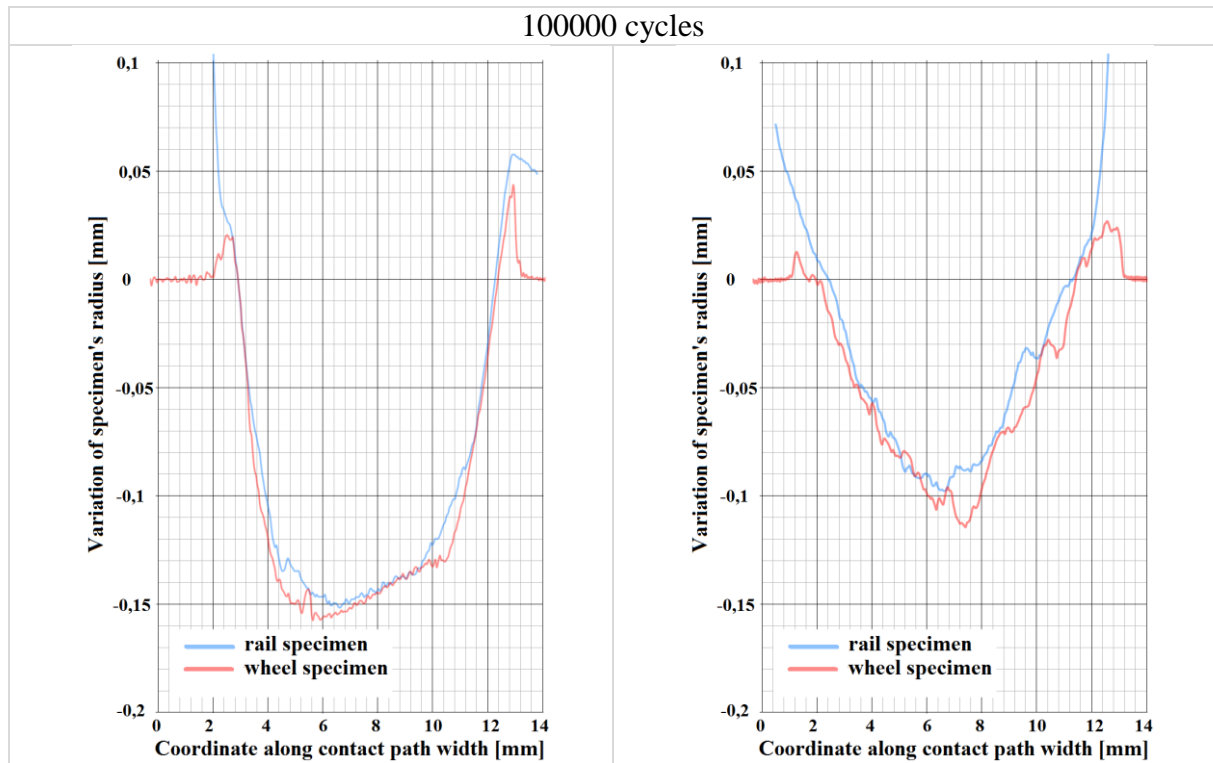 100000 cycles
Variation of specimen's radius [mm]
0,1
0,05
0
-0,05
-0,1
-0,15
-0,2
rail specimen
wheel specimen
0 2 4 6 8 10 12 14
Coordinate along contact path width [mm]
Variation of specimen's radius [mm]
0,1
0,05
0
-0,05
-0,1
-0,15
-0,2
rail specimen
wheel specimen
0 2 4 6 8 10 12 14
Coordinate along contact path width [mm]